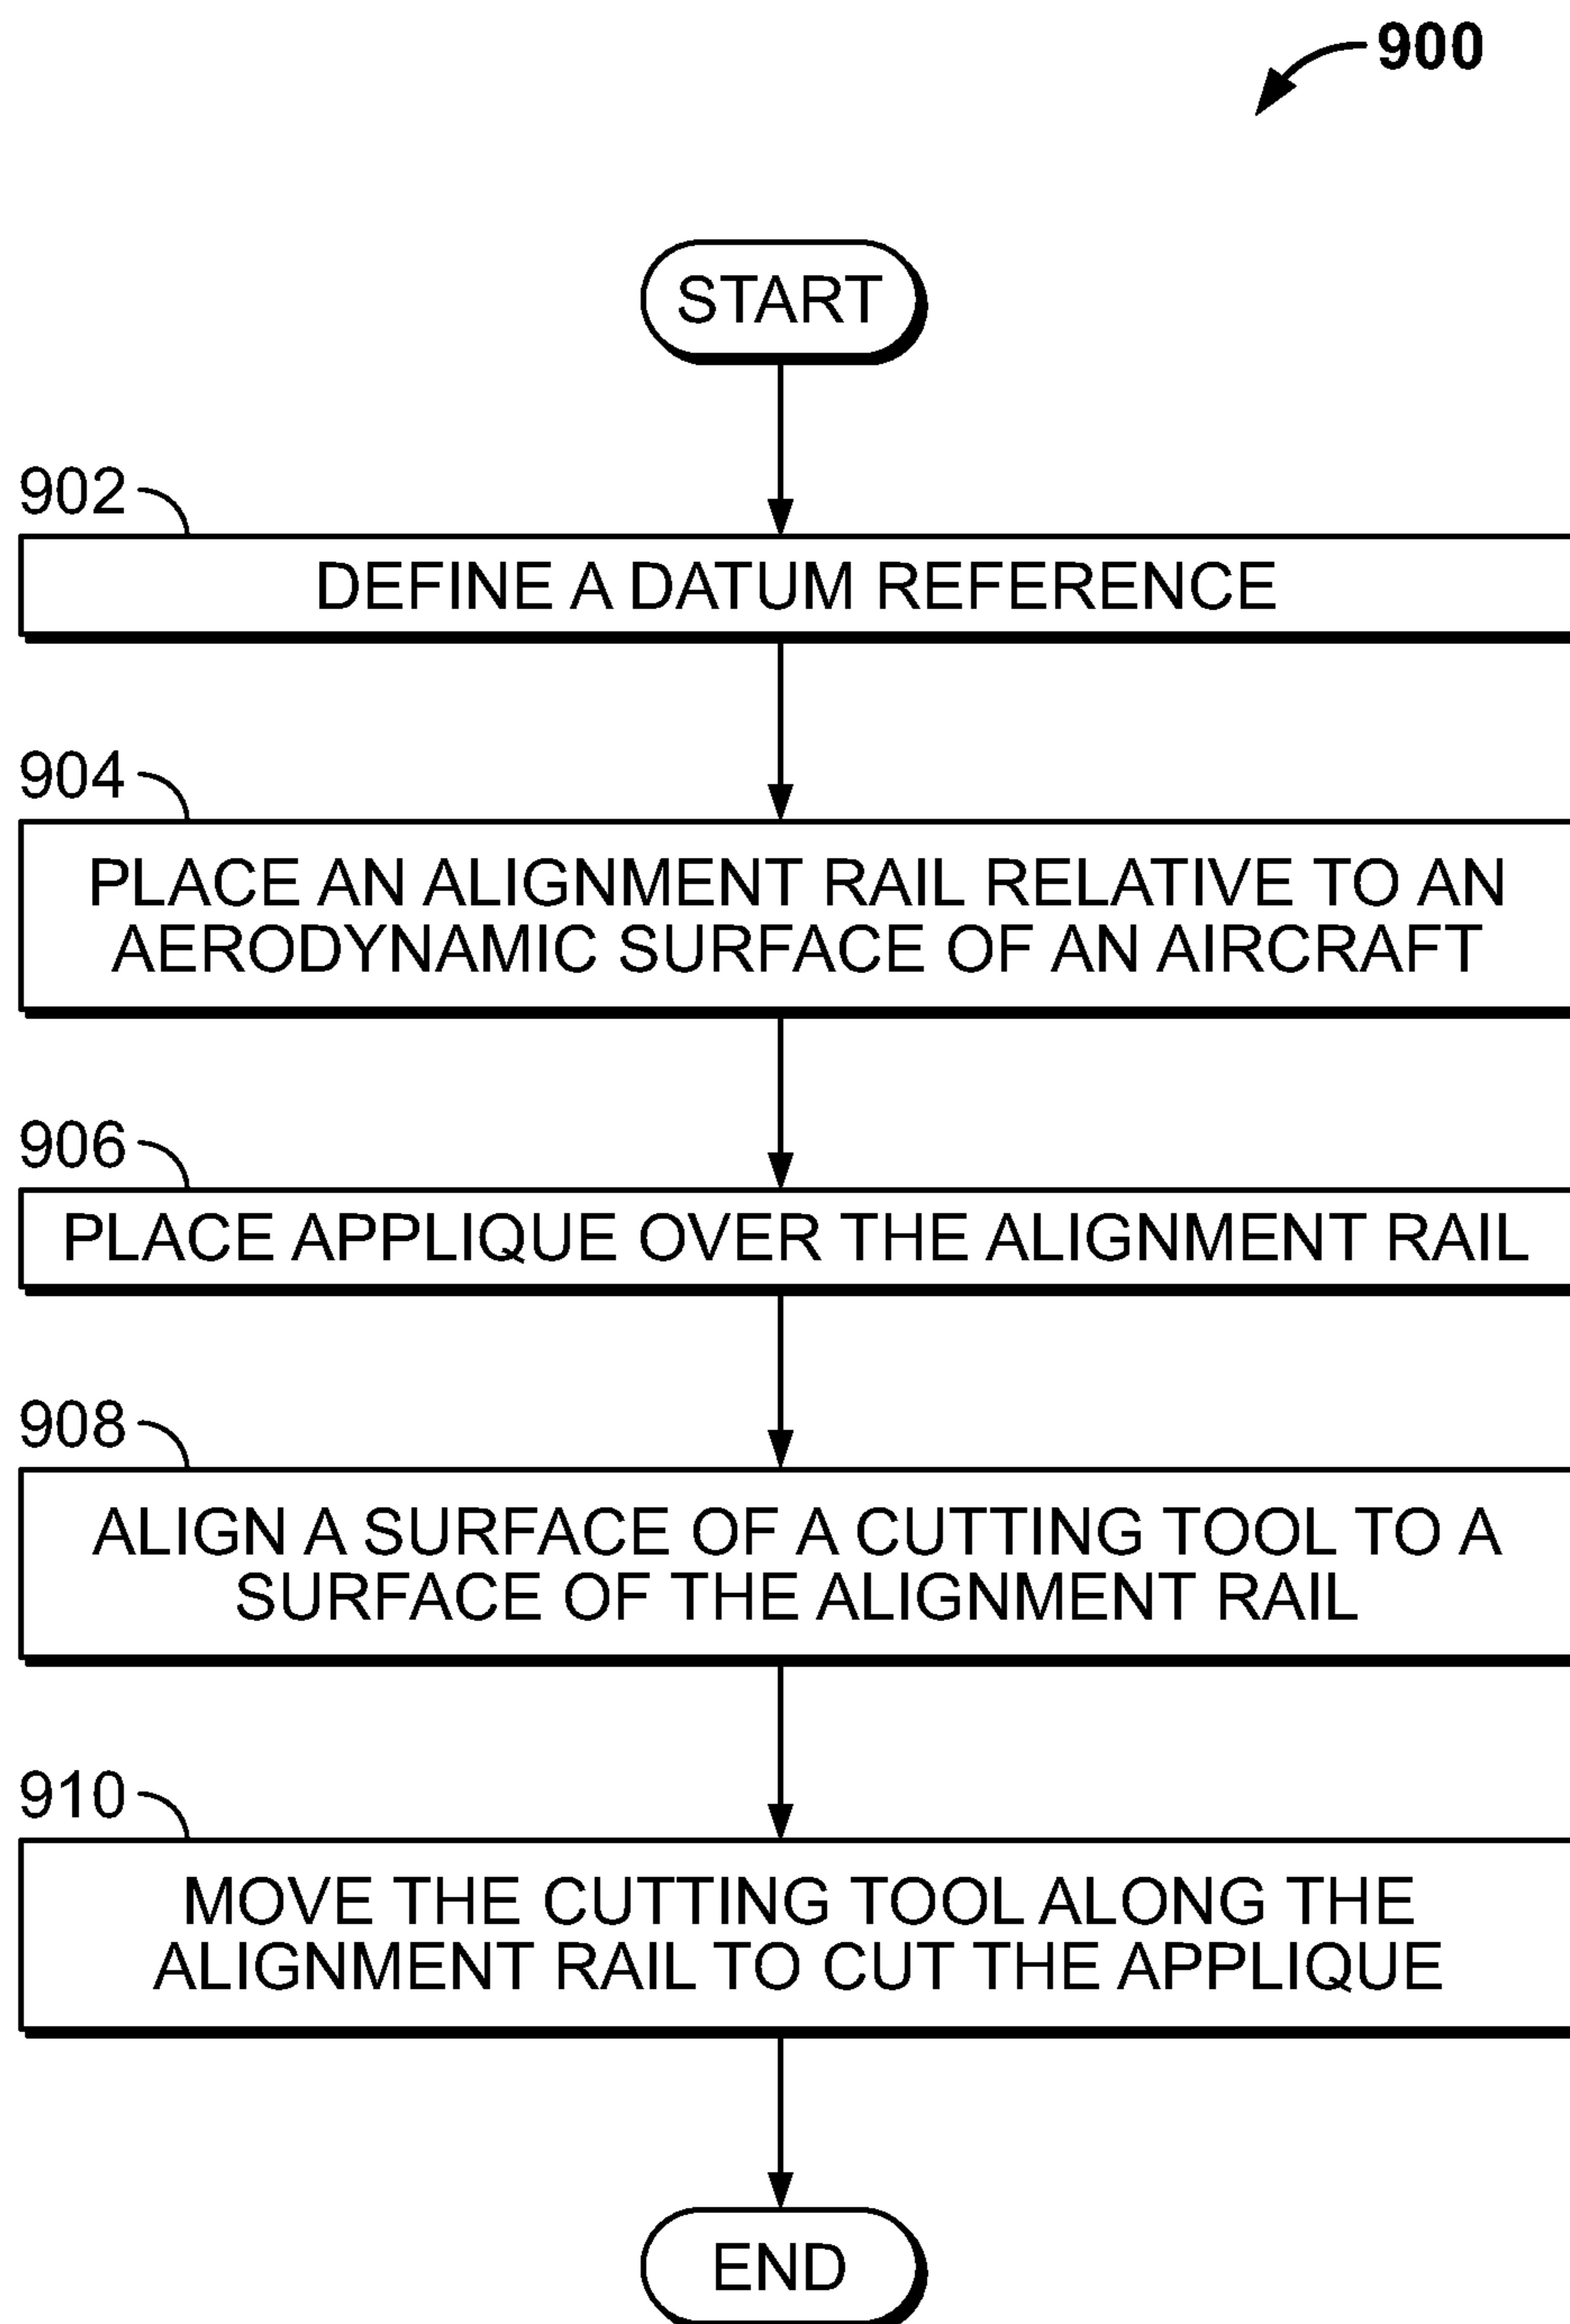 900
START
902
DEFINE A DATUM REFERENCE
904
PLACE AN ALIGNMENT RAIL RELATIVE TO AN
AERODYNAMIC SURFACE OF AN AIRCRAFT
906
PLACE APPLIQUE OVER THE ALIGNMENT RAIL
908
ALIGN A SURFACE OF A CUTTING TOOL TO A
SURFACE OF THE ALIGNMENT RAIL
910
MOVE THE CUTTING TOOL ALONG THE
ALIGNMENT RAIL TO CUT THE APPLIQUE
END